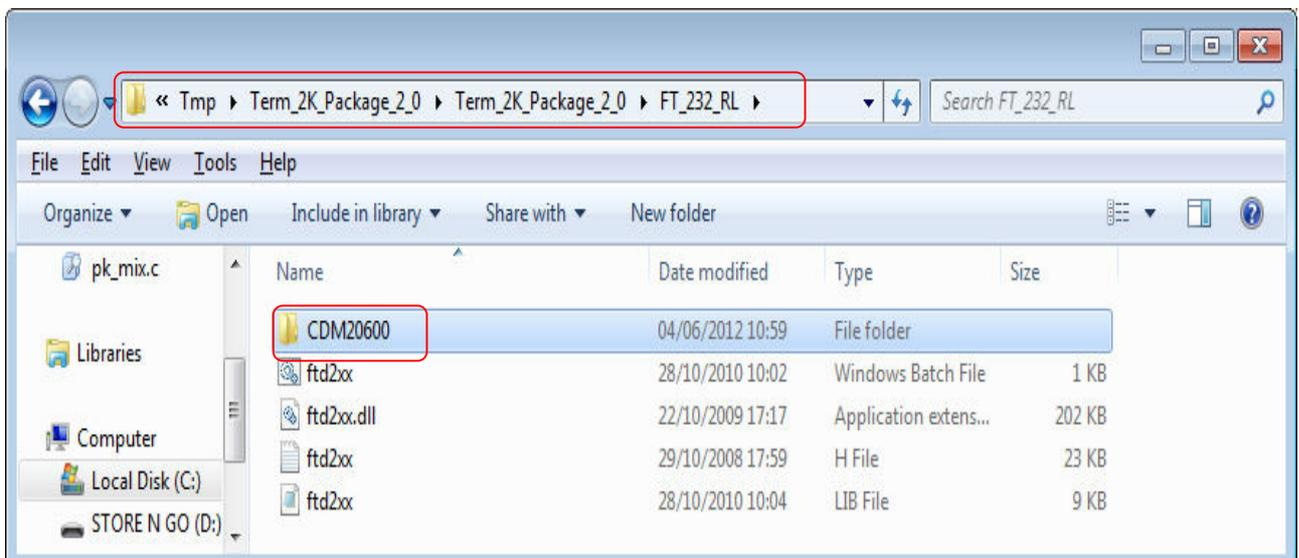 « Tmp ▸ Term_2K_Package_2_0 ▸ Term_2K_Package_2_0 ▸ FT_232_RL ▸ Search FT_232_RL
File Edit View Tools Help
Organize ▾ Open Include in library ▾ Share with ▾ New folder
pk_mix.c
Libraries
Computer
Local Disk (C:)
STORE N GO (D:)
Name Date modified Type Size
CDM20600 04/06/2012 10:59 File folder
ftd2xx 28/10/2010 10:02 Windows Batch File 1 KB
ftd2xx.dll 22/10/2009 17:17 Application extens... 202 KB
ftd2xx 29/10/2008 17:59 H File 23 KB
ftd2xx 28/10/2010 10:04 LIB File 9 KB